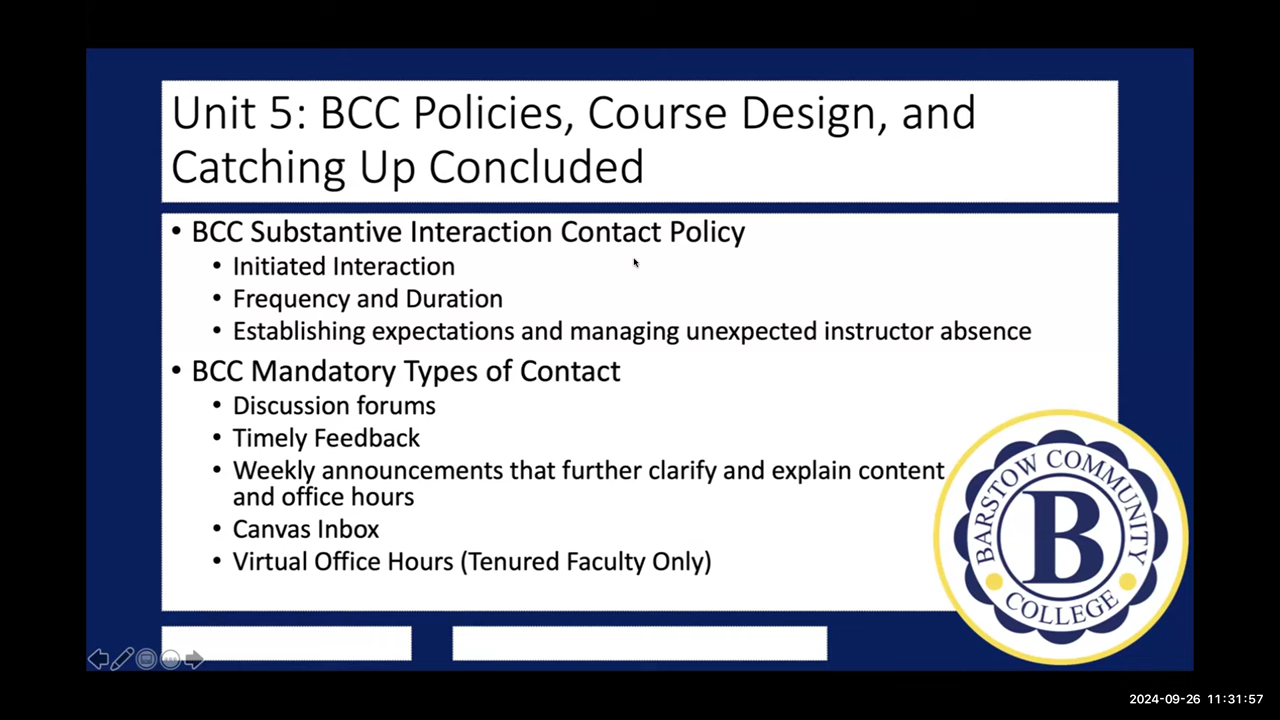 Unit 5: BCC Policies, Course Design, and
Catching Up Concluded
• BCC Substantive Interaction Contact Policy
• Initiated Interaction
• Frequency and Duration
• Establishing expectations and managing unexpected instructor absence
• BCC Mandatory Types of Contact
• Discussion forums
• Timely Feedback
• Weekly announcements that further clarify and explain content
and office hours
• Canvas Inbox
• Virtual Office Hours (Tenured Faculty Only)
BARSTOW COMMUNITY
B
COLLEGE
2024-09-26 11:31:57